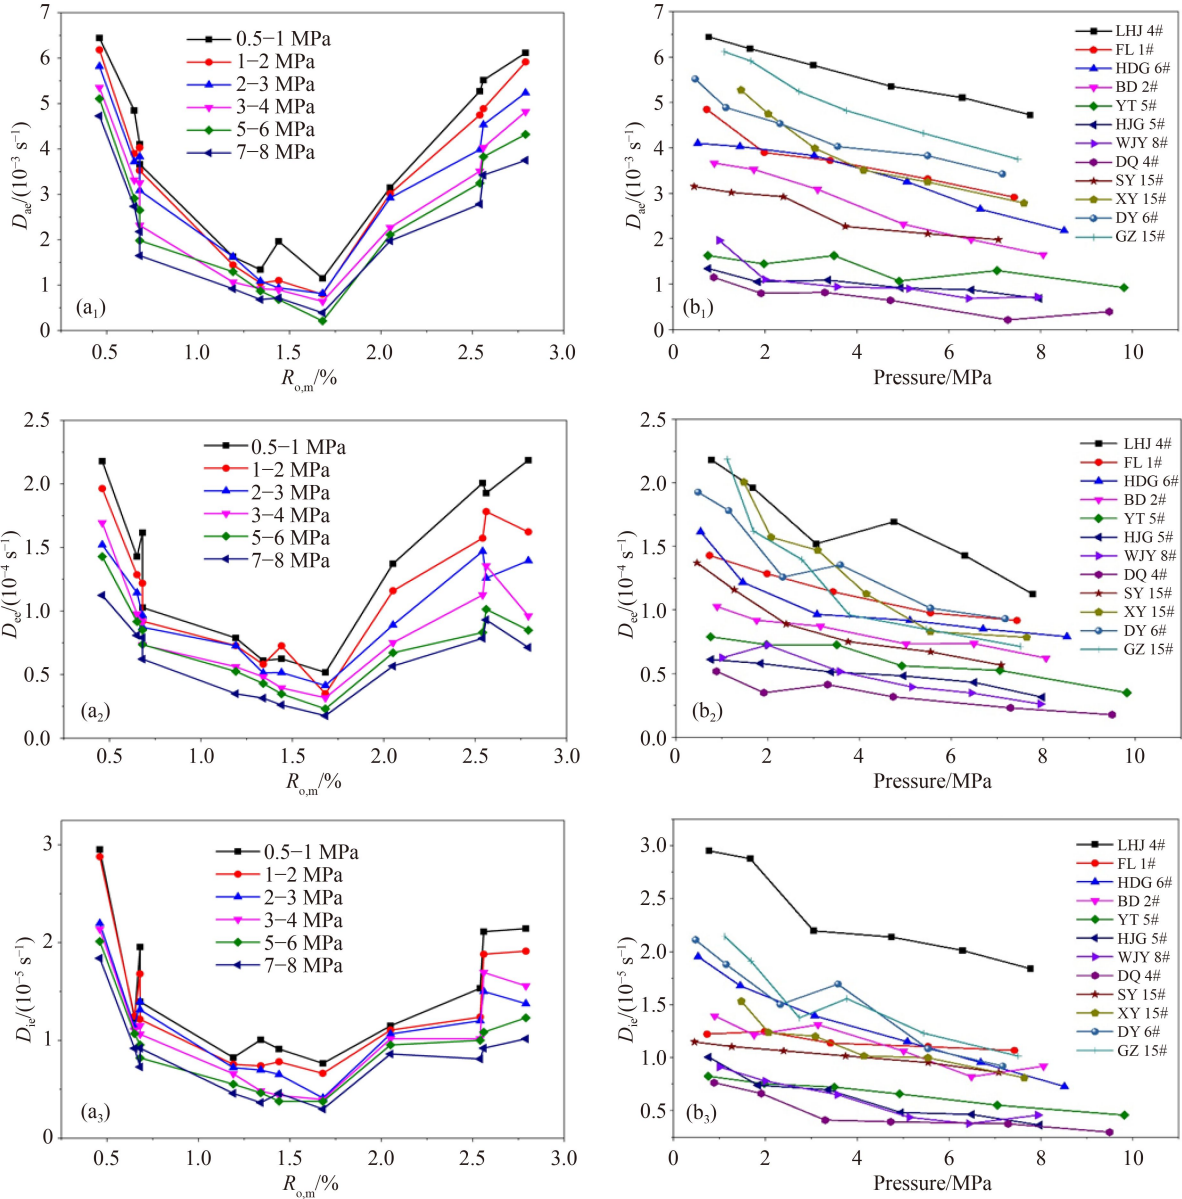 7
6
5
4
3
2
1
0
D_ae/(10⁻³ s⁻¹)
0.5−1 MPa
1−2 MPa
2−3 MPa
3−4 MPa
5−6 MPa
7−8 MPa
(a₁)
0.5 1.0 1.5 2.0 2.5 3.0
R_o,m/%
7
6
5
4
3
2
1
0
D_ae/(10⁻³ s⁻¹)
LHJ 4#
FL 1#
HDG 6#
BD 2#
YT 5#
HJG 5#
WJY 8#
DQ 4#
SY 15#
XY 15#
DY 6#
GZ 15#
(b₁)
0 2 4 6 8 10
Pressure/MPa
2.5
2.0
1.5
1.0
0.5
0.0
D_ee/(10⁻⁴ s⁻¹)
0.5−1 MPa
1−2 MPa
2−3 MPa
3−4 MPa
5−6 MPa
7−8 MPa
(a₂)
0.5 1.0 1.5 2.0 2.5 3.0
R_o,m/%
2.5
2.0
1.5
1.0
0.5
0.0
D_ee/(10⁻⁴ s⁻¹)
LHJ 4#
FL 1#
HDG 6#
BD 2#
YT 5#
HJG 5#
WJY 8#
DQ 4#
SY 15#
XY 15#
DY 6#
GZ 15#
(b₂)
0 2 4 6 8 10
Pressure/MPa
3
2
1
0
D_ie/(10⁻⁵ s⁻¹)
0.5−1 MPa
1−2 MPa
2−3 MPa
3−4 MPa
5−6 MPa
7−8 MPa
(a₃)
0.5 1.0 1.5 2.0 2.5 3.0
R_o,m/%
3.0
2.5
2.0
1.5
1.0
0.5
D_ie/(10⁻⁵ s⁻¹)
LHJ 4#
FL 1#
HDG 6#
BD 2#
YT 5#
HJG 5#
WJY 8#
DQ 4#
SY 15#
XY 15#
DY 6#
GZ 15#
(b₃)
0 2 4 6 8 10
Pressure/MPa